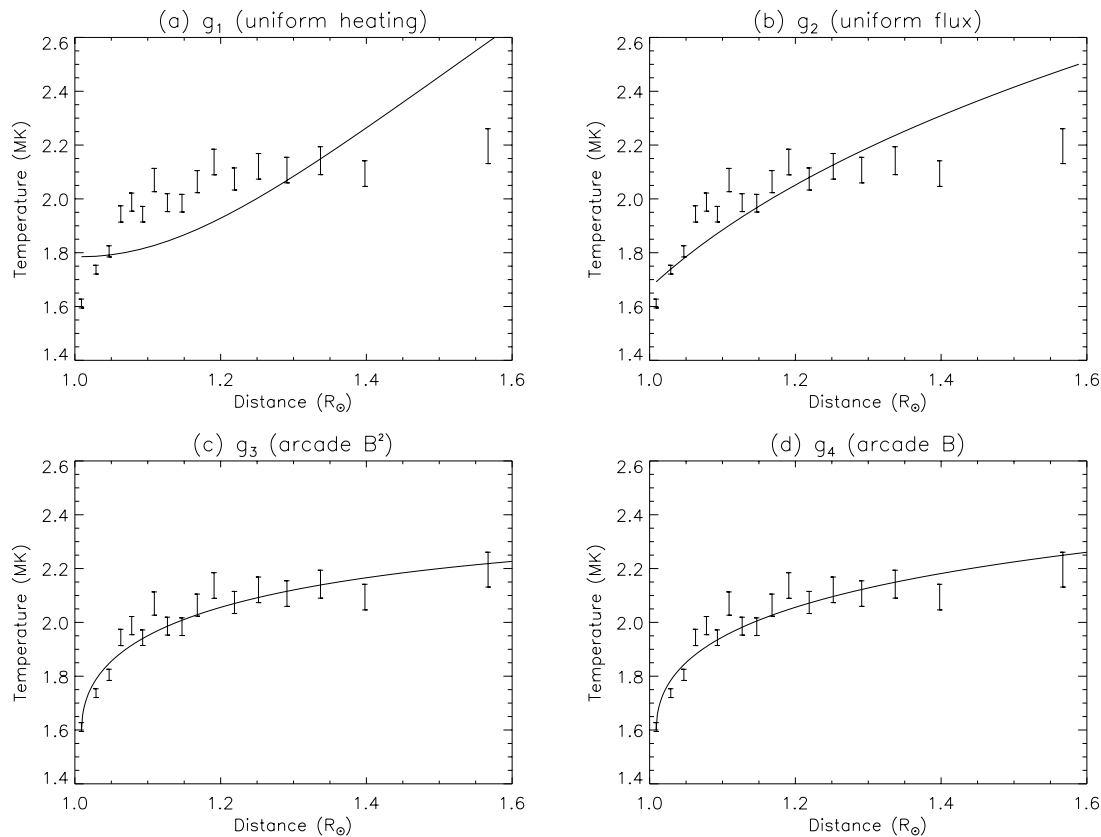 (a) g₁ (uniform heating)
2.6
2.4
2.2
2.0
1.8
1.6
1.4
Temperature (MK)
1.0 1.2 1.4 1.6
Distance (R⊙)
(b) g₂ (uniform flux)
2.6
2.4
2.2
2.0
1.8
1.6
1.4
Temperature (MK)
1.0 1.2 1.4 1.6
Distance (R⊙)
(c) g₃ (arcade B²)
2.6
2.4
2.2
2.0
1.8
1.6
1.4
Temperature (MK)
1.0 1.2 1.4 1.6
Distance (R⊙)
(d) g₄ (arcade B)
2.6
2.4
2.2
2.0
1.8
1.6
1.4
Temperature (MK)
1.0 1.2 1.4 1.6
Distance (R⊙)